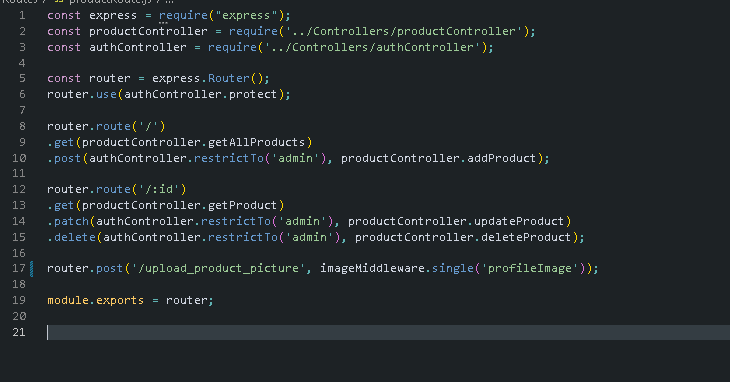 Routes / JS productRoute.js / ...
1 const express = require("express");
2 const productController = require('../Controllers/productController');
3 const authController = require('../Controllers/authController');
4
5 const router = express.Router();
6 router.use(authController.protect);
7
8 router.route('/')
9 .get(productController.getAllProducts)
10 .post(authController.restrictTo('admin'), productController.addProduct);
11
12 router.route('/:id')
13 .get(productController.getProduct)
14 .patch(authController.restrictTo('admin'), productController.updateProduct)
15 .delete(authController.restrictTo('admin'), productController.deleteProduct);
16
17 router.post('/upload_product_picture', imageMiddleware.single('profileImage'));
18
19 module.exports = router;
20
21